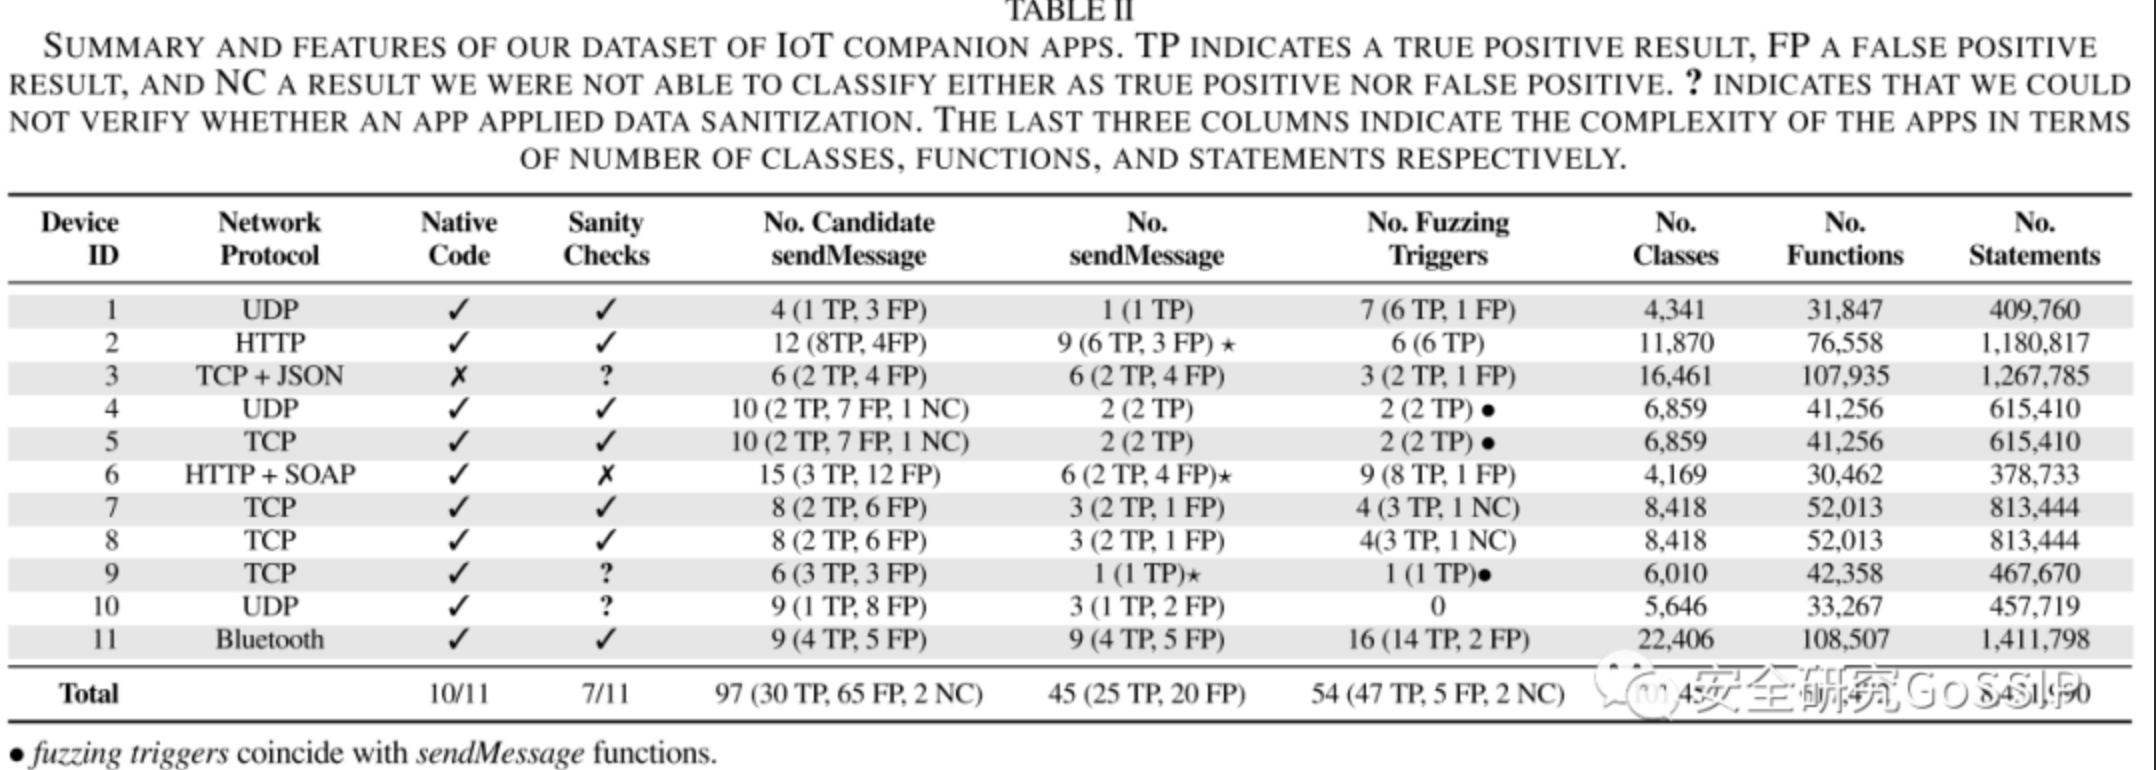 TABLE II
SUMMARY AND FEATURES OF OUR DATASET OF IOT COMPANION APPS. TP INDICATES A TRUE POSITIVE RESULT, FP A FALSE POSITIVE
RESULT, AND NC A RESULT WE WERE NOT ABLE TO CLASSIFY EITHER AS TRUE POSITIVE NOR FALSE POSITIVE. ? INDICATES THAT WE COULD
NOT VERIFY WHETHER AN APP APPLIED DATA SANITIZATION. THE LAST THREE COLUMNS INDICATE THE COMPLEXITY OF THE APPS IN TERMS
OF NUMBER OF CLASSES, FUNCTIONS, AND STATEMENTS RESPECTIVELY.
Device Network Native Sanity No. Candidate No. No. Fuzzing No. No. No.
ID Protocol Code Checks sendMessage sendMessage Triggers Classes Functions Statements
1 UDP ✓ ✓ 4 (1 TP, 3 FP) 1 (1 TP) 7 (6 TP, 1 FP) 4,341 31,847 409,760
2 HTTP ✓ ✓ 12 (8TP, 4FP) 9 (6 TP, 3 FP) ⋆ 6 (6 TP) 11,870 76,558 1,180,817
3 TCP + JSON ✗ ? 6 (2 TP, 4 FP) 6 (2 TP, 4 FP) 3 (2 TP, 1 FP) 16,461 107,935 1,267,785
4 UDP ✓ ✓ 10 (2 TP, 7 FP, 1 NC) 2 (2 TP) 2 (2 TP) ● 6,859 41,256 615,410
5 TCP ✓ ✓ 10 (2 TP, 7 FP, 1 NC) 2 (2 TP) 2 (2 TP) ● 6,859 41,256 615,410
6 HTTP + SOAP ✓ ✗ 15 (3 TP, 12 FP) 6 (2 TP, 4 FP)⋆ 9 (8 TP, 1 FP) 4,169 30,462 378,733
7 TCP ✓ ✓ 8 (2 TP, 6 FP) 3 (2 TP, 1 FP) 4 (3 TP, 1 NC) 8,418 52,013 813,444
8 TCP ✓ ✓ 8 (2 TP, 6 FP) 3 (2 TP, 1 FP) 4(3 TP, 1 NC) 8,418 52,013 813,444
9 TCP ✓ ? 6 (3 TP, 3 FP) 1 (1 TP)⋆ 1 (1 TP)● 6,010 42,358 467,670
10 UDP ✓ ? 9 (1 TP, 8 FP) 3 (1 TP, 2 FP) 0 5,646 33,267 457,719
11 Bluetooth ✓ ✓ 9 (4 TP, 5 FP) 9 (4 TP, 5 FP) 16 (14 TP, 2 FP) 22,406 108,507 1,411,798
Total 10/11 7/11 97 (30 TP, 65 FP, 2 NC) 45 (25 TP, 20 FP) 54 (47 TP, 5 FP, 2 NC)
安全研究GoSSIP
● fuzzing triggers coincide with sendMessage functions.